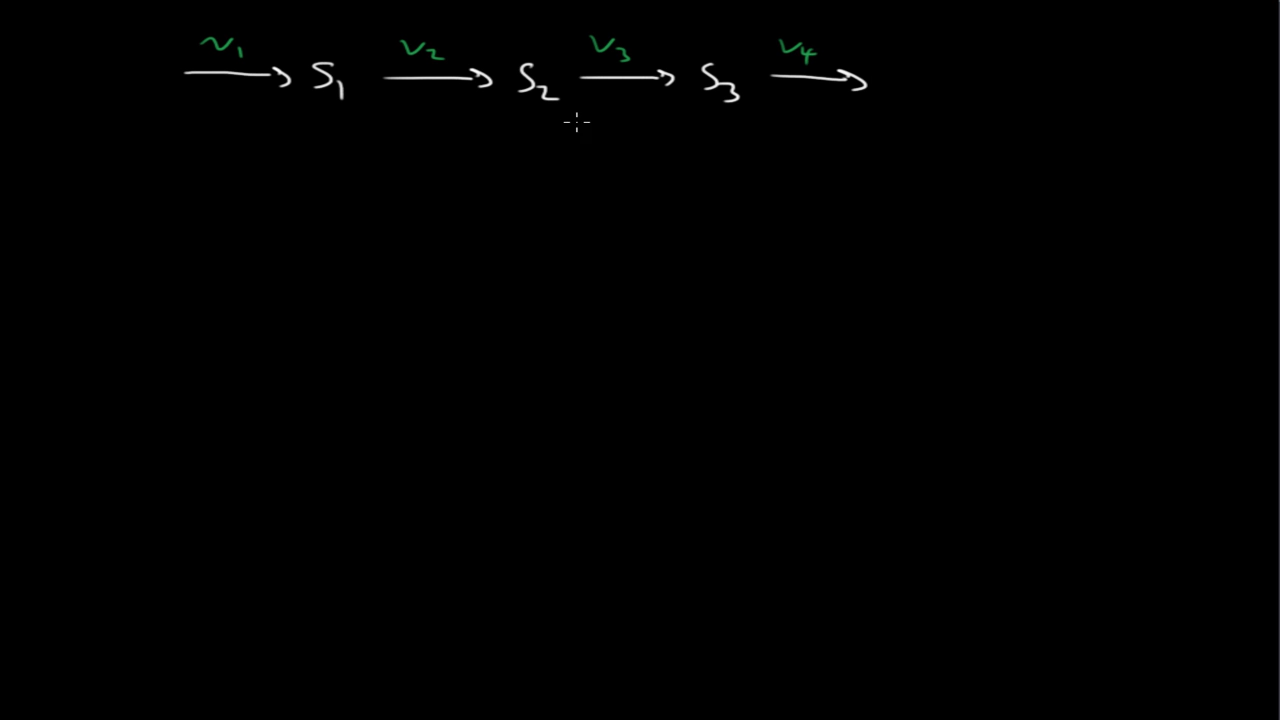 v₁ → S₁ v₂ → S₂ v₃ → S₃ v₄ →